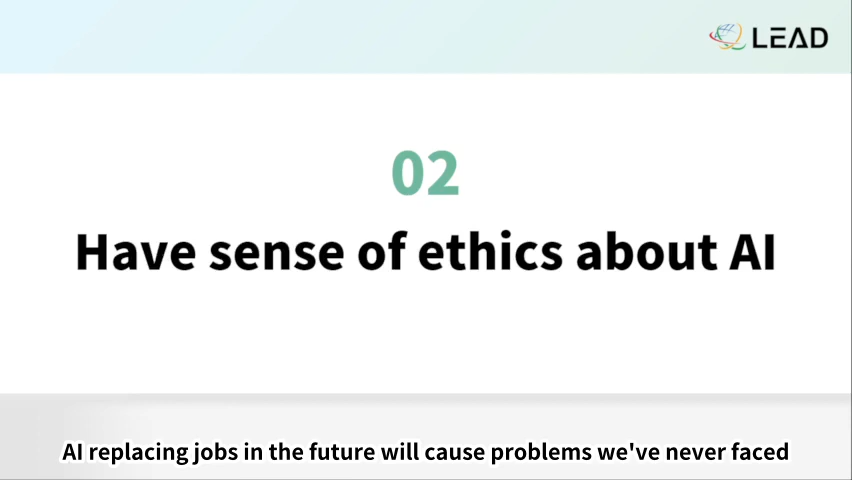 LEAD
02
Have sense of ethics about AI
AI replacing jobs in the future will cause problems we've never faced